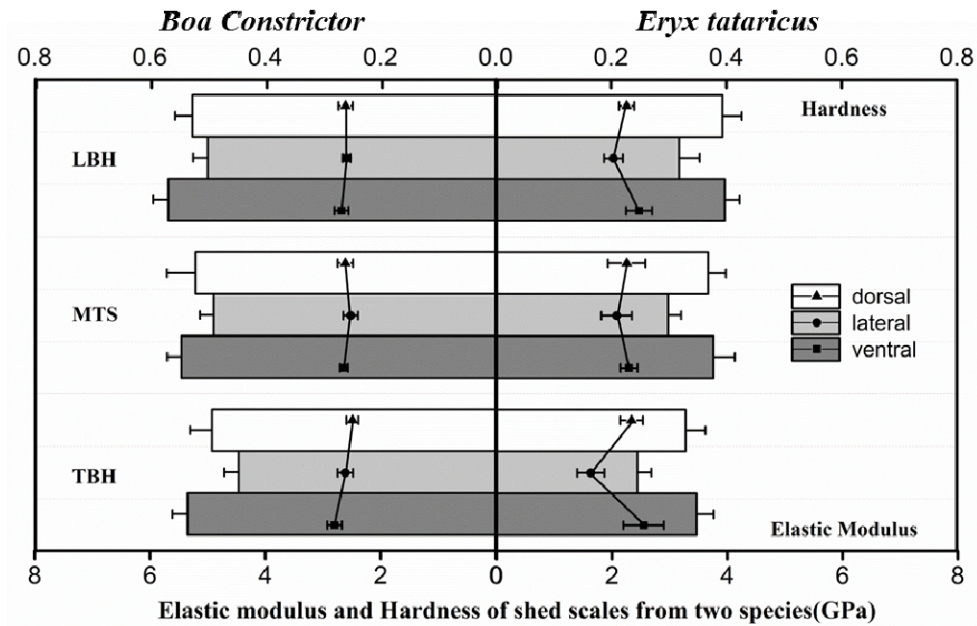 Boa Constrictor Eryx tataricus
0.8 0.6 0.4 0.2 0.0 0.2 0.4 0.6 0.8
Hardness
LBH
MTS
dorsal
lateral
ventral
TBH
Elastic Modulus
8 6 4 2 0 2 4 6 8
Elastic modulus and Hardness of shed scales from two species(GPa)